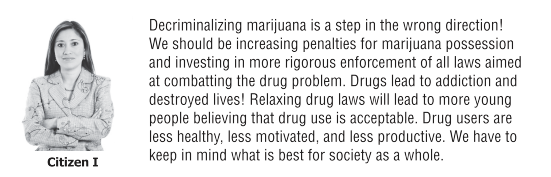 Decriminalizing marijuana is a step in the wrong direction!
We should be increasing penalties for marijuana possession
and investing in more rigorous enforcement of all laws aimed
at combatting the drug problem. Drugs lead to addiction and
destroyed lives! Relaxing drug laws will lead to more young
people believing that drug use is acceptable. Drug users are
less healthy, less motivated, and less productive. We have to
keep in mind what is best for society as a whole.
Citizen I